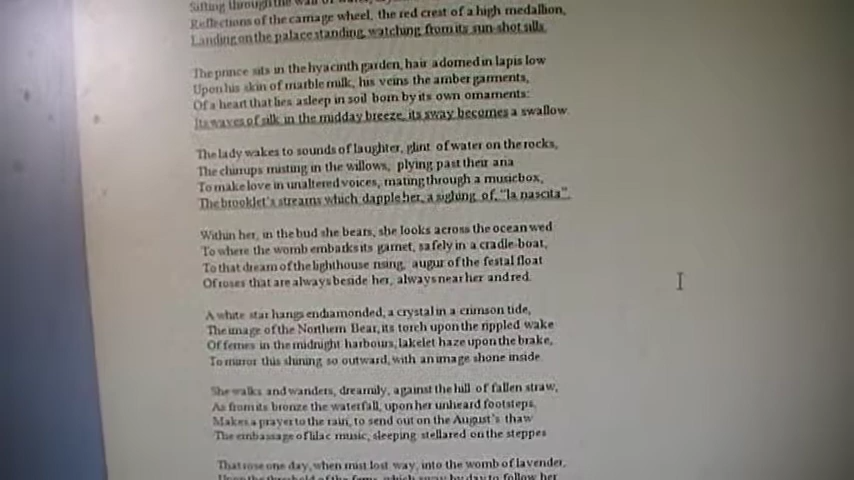 Sifting through the wall of water,
Reflections of the carriage wheel, the red crest of a high medallion,
Landing on the palace standing, watching from its sun-shot sills.
The prince sits in the hyacinth garden, hair adorned in lapis low
Upon his skin of marble milk, his veins the amber garments,
Of a heart that lies asleep in soil born by its own ornaments:
Its waves of silk in the midday breeze, its sway becomes a swallow.
The lady wakes to sounds of laughter, glint of water on the rocks,
The chirrups misting in the willows, plying past their aria
To make love in unaltered voices, mating through a musicbox,
The brooklet's streams which dapple her, a sighing of, "la nascita".
Within her, in the bud she bears, she looks across the ocean wed
To where the womb embarks its garnet, safely in a cradle-boat,
To that dream of the lighthouse rising, augur of the festal float
Of roses that are always beside her, always near her and red.
A white star hangs endiamonded, a crystal in a crimson tide,
The image of the Northern Bear, its torch upon the rippled wake
Of femes in the midnight harbours, lakelet haze upon the brake,
To mirror this shining so outward, with an image shone inside.
She walks and wanders, dreamily, against the hill of fallen straw,
As from its bronze the waterfall, upon her unheard footsteps,
Makes a prayer to the rain, to send out on the August's thaw
The embassage of lilac music, sleeping stellared on the steppes
That rose one day, when mist lost way, into the womb of lavender,
Upon the threshold of the ferns, which sway by day to follow her